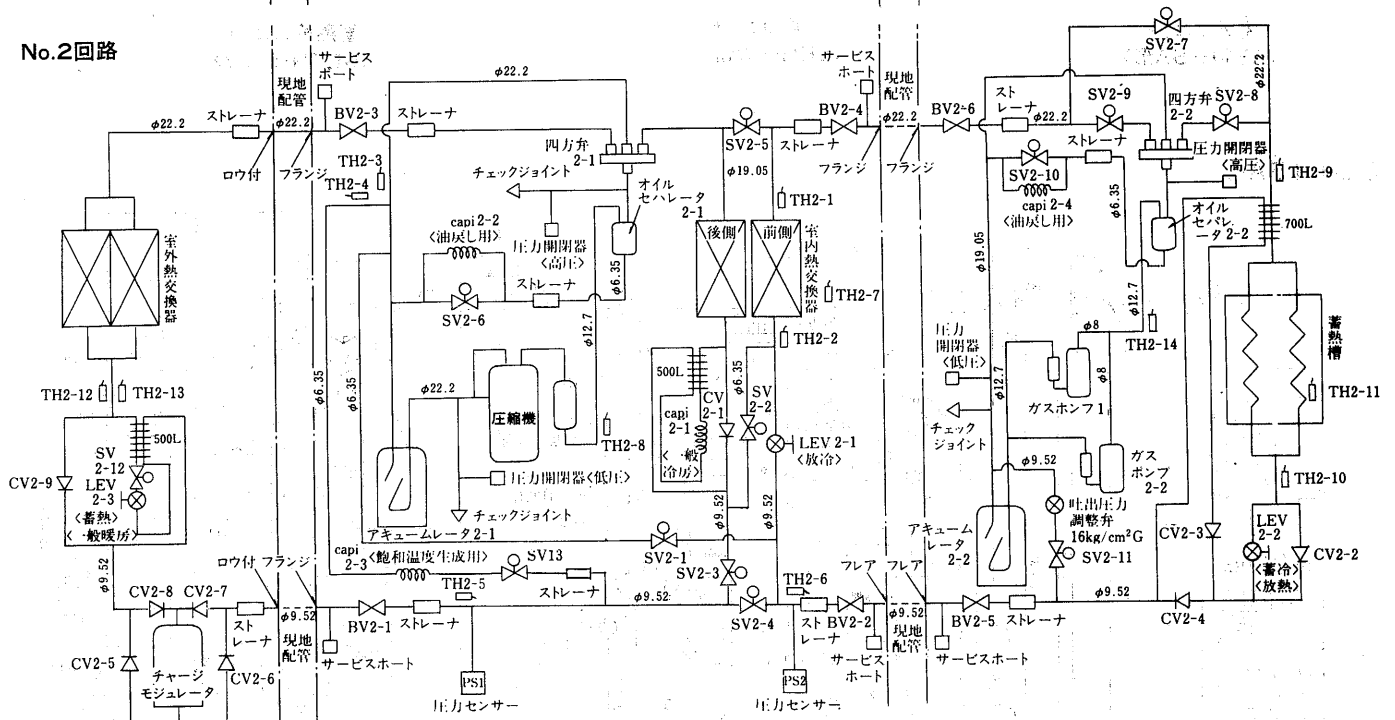 No.2回路
ストレーナ
φ22.2
ロウ付
現地
配管
φ22.2
フランジ
サービス
ポート
BV2-3
ストレーナ
TH2-3
TH2-4
φ22.2
四方弁
2-1
チェックジョイント
capi 2-2
<油戻し用>
圧力開閉器
<高圧>
オイル
セパレータ
2-1
φ6.35
ストレーナ
SV2-6
φ12.7
SV2-5
φ19.05
ストレーナ
BV2-4
サービス
ホート
フランジ
現地
配管
φ22.2
フランジ
BV2-6
スト
レーナ
φ22.2
SV2-7
SV2-9
四方弁
2-2
SV2-8
φ22.2
ストレーナ
圧力開閉器
<高圧>
SV2-10
capi 2-4
<油戻し用>
φ6.35
オイル
セパレ
ータ 2-2
TH2-9
700L
φ19.05
φ12.7
室外熱交換器
TH2-12
TH2-13
500L
SV
2-12
LEV
2-3
<蓄熱>
<一般暖房>
CV2-9
φ9.52
CV2-8
CV2-7
CV2-5
チャージ
モジュレータ
CV2-6
スト
レーナ
ロウ付
フランジ
φ9.52
現地
配管
φ6.35
φ6.35
φ22.2
圧縮機
TH2-8
圧力開閉器<低圧>
チェックジョイント
アキュームレータ2-1
capi
2-3
<飽和温度生成用>
SV13
ストレーナ
TH2-5
BV2-1
ストレーナ
サービスホート
PS1
圧力センサー
後側
前側
室内熱交換器
TH2-1
TH2-7
TH2-2
500L
capi
2-1
<一般
冷房>
CV
2-1
φ6.35
SV
2-2
LEV 2-1
<放冷>
φ9.52
φ9.52
SV2-1
SV2-3
φ9.52
SV2-4
TH2-6
スト
レーナ
BV2-2
PS2
圧力センサー
サービス
ホート
フレア
フレア
φ9.52
現地
配管
圧力
開閉器
<低圧>
チェック
ジョイント
φ12.7
φ8
φ8
ガスホンフ1
ガス
ポンプ
2-2
TH2-14
φ9.52
吐出圧力
調整弁
16kg/cm²G
SV2-11
アキューム
レータ
2-2
BV2-5
ストレーナ
サービスホート
φ9.52
CV2-4
CV2-3
蓄熱槽
TH2-11
TH2-10
LEV
2-2
<蓄冷>
<放熱>
CV2-2